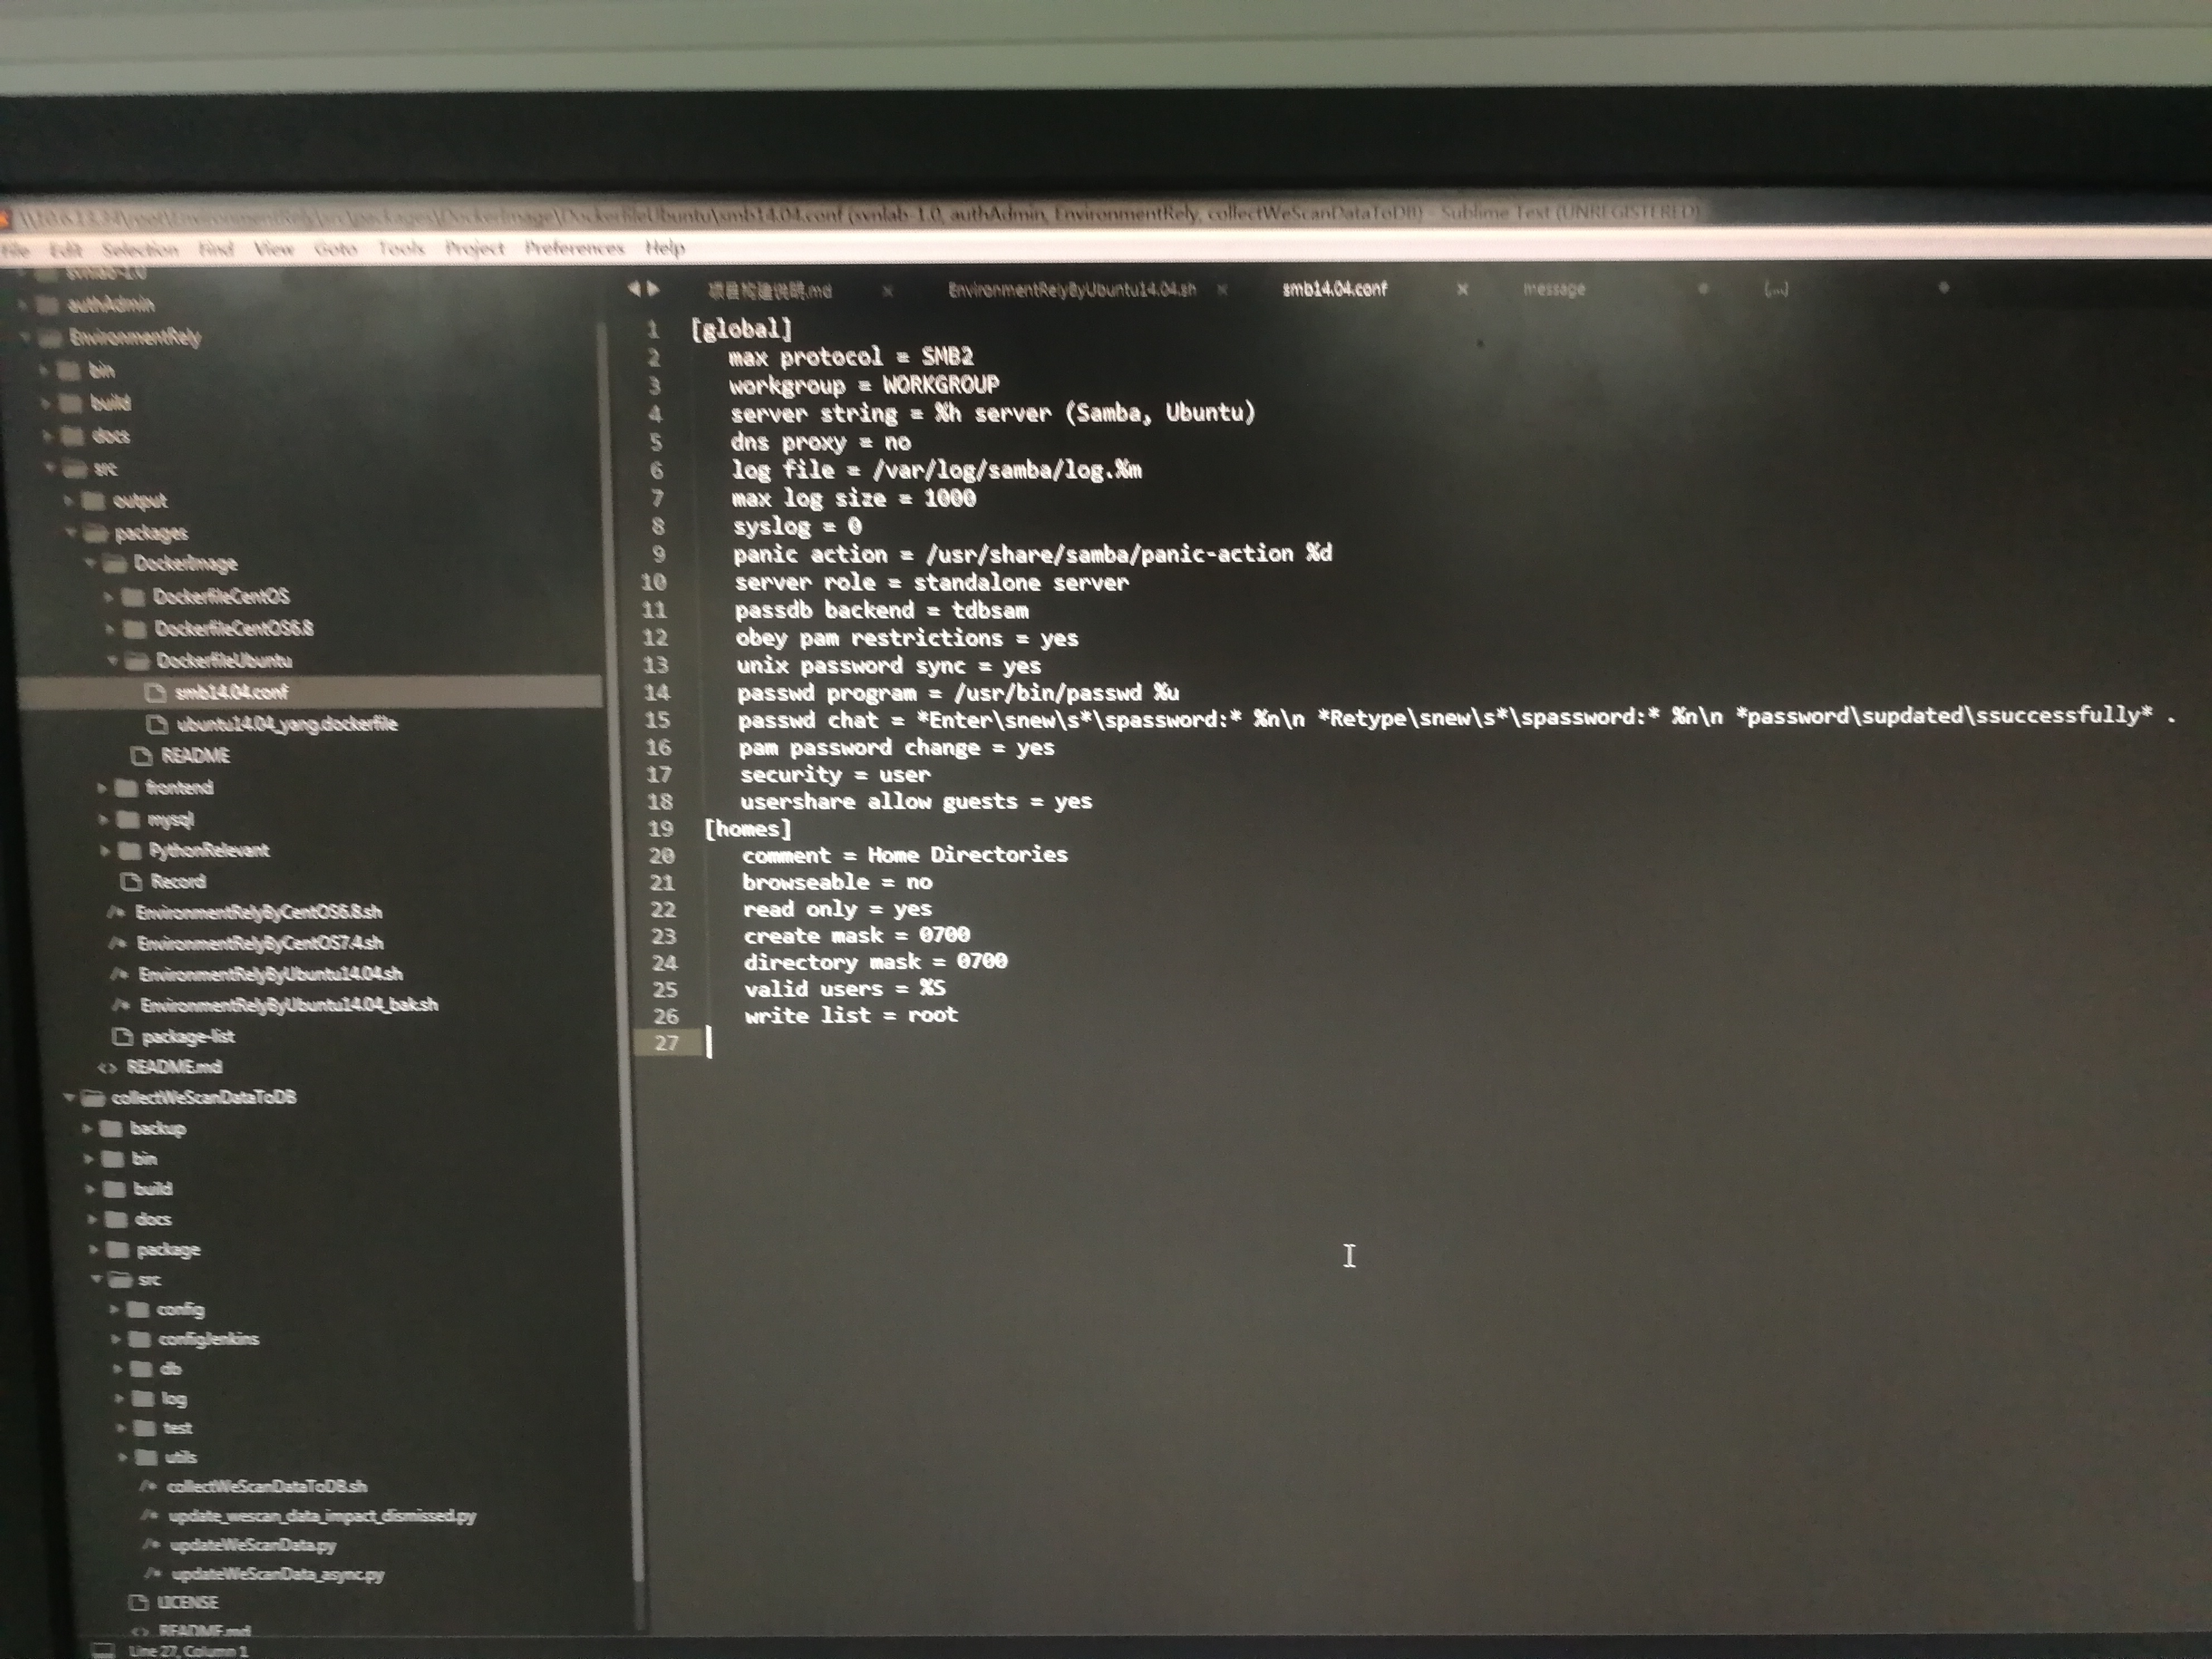 \EnvironmentRely\src\packages\DockerImage\DockerfileUbuntu\smb14.04.conf (svnlab-1.0, authAdmin, EnvironmentRely, collectWeScanDataToDB) - Sublime Text (UNREGISTERED)
File Edit Selection Find View Goto Tools Project Preferences Help
svnlab-1.0
authAdmin
EnvironmentRely
bin
build
docs
src
output
packages
DockerImage
DockerfileCentOS
DockerfileCentOS6.8
DockerfileUbuntu
smb14.04.conf
ubuntu14.04_yang.dockerfile
README
frontend
mysql
PythonRelevant
Record
EnvironmentRelyByCentOS6.8.sh
EnvironmentRelyByCentOS7.4.sh
EnvironmentRelyByUbuntu14.04.sh
EnvironmentRelyByUbuntu14.04_bak.sh
package-list
README.md
collectWeScanDataToDB
backup
bin
build
docs
package
src
config
configJenkins
db
log
test
utils
collectWeScanDataToDB.sh
update_wescan_data_impact_dismissed.py
updateWeScanData.py
updateWeScanData_async.py
LICENSE
README.md
Line 27, Column 1
项目构建说明.md EnvironmentRelyByUbuntu14.04.sh smb14.04.conf message [...]
1 [global]
2 max protocol = SMB2
3 workgroup = WORKGROUP
4 server string = %h server (Samba, Ubuntu)
5 dns proxy = no
6 log file = /var/log/samba/log.%m
7 max log size = 1000
8 syslog = 0
9 panic action = /usr/share/samba/panic-action %d
10 server role = standalone server
11 passdb backend = tdbsam
12 obey pam restrictions = yes
13 unix password sync = yes
14 passwd program = /usr/bin/passwd %u
15 passwd chat = *Enter\snew\s*\spassword:* %n\n *Retype\snew\s*\spassword:* %n\n *password\supdated\ssuccessfully* .
16 pam password change = yes
17 security = user
18 usershare allow guests = yes
19 [homes]
20 comment = Home Directories
21 browseable = no
22 read only = yes
23 create mask = 0700
24 directory mask = 0700
25 valid users = %S
26 write list = root
27